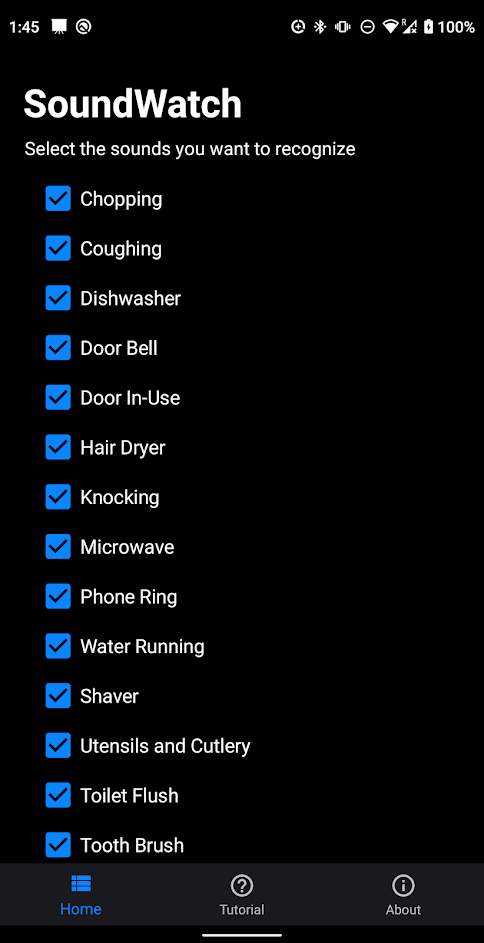 1:45
R
100%
SoundWatch
Select the sounds you want to recognize
Chopping
Coughing
Dishwasher
Door Bell
Door In-Use
Hair Dryer
Knocking
Microwave
Phone Ring
Water Running
Shaver
Utensils and Cutlery
Toilet Flush
Tooth Brush
Home
Tutorial
About